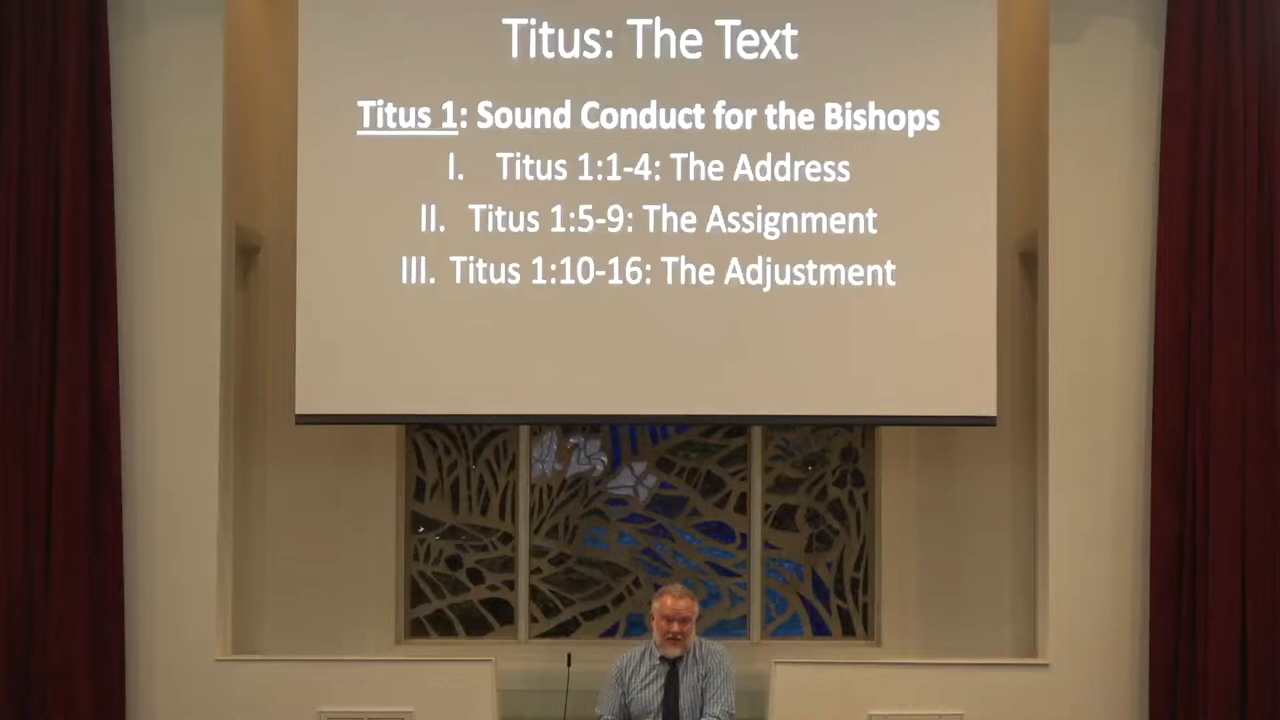 Titus: The Text
Titus 1: Sound Conduct for the Bishops
I. Titus 1:1-4: The Address
II. Titus 1:5-9: The Assignment
III. Titus 1:10-16: The Adjustment